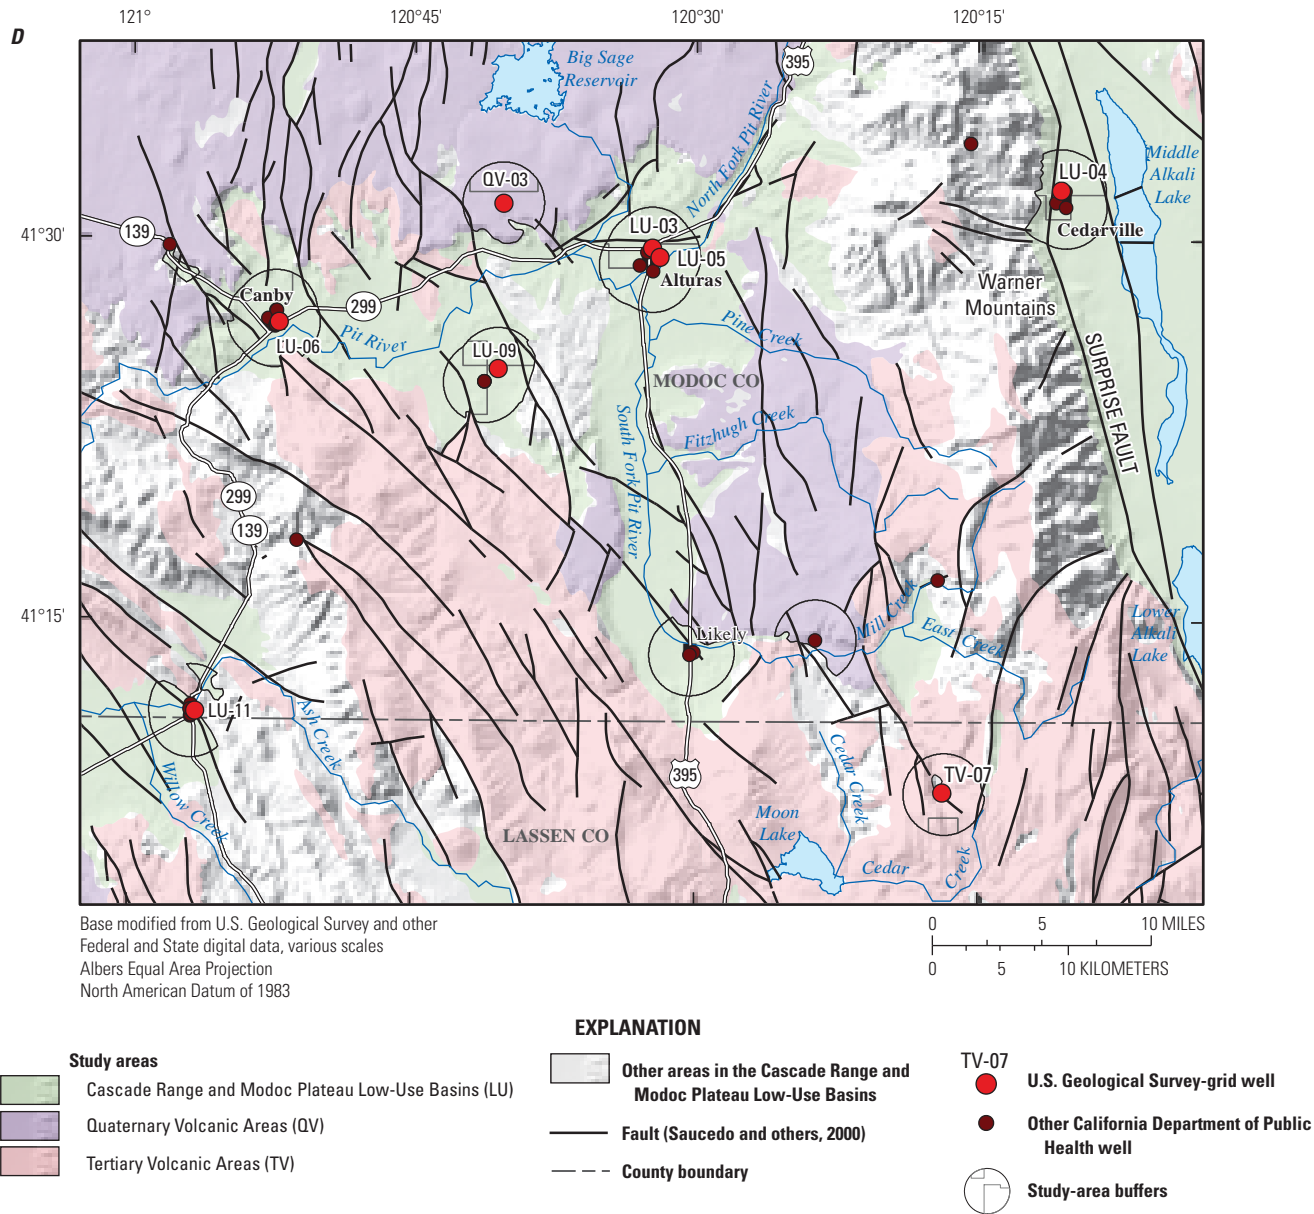 D
121°
120°45'
120°30'
120°15'
41°30'
41°15'
Big Sage
Reservoir
395
North Fork Pit River
Middle
Alkali
Lake
LU-04
Cedarville
QV-03
LU-03
LU-05
Alturas
139
Canby
299
LU-06
Pit River
LU-09
Warner
Mountains
Pine Creek
MODOC CO
SURPRISE FAULT
South Fork Pit River
Fitzhugh Creek
299
139
Likely
Mill Creek
East Creek
Lower
Alkali
Lake
LU-11
Ash Creek
Willow Creek
395
Cedar Creek
TV-07
Moon
Lake
LASSEN CO
Cedar
Creek
Base modified from U.S. Geological Survey and other
Federal and State digital data, various scales
Albers Equal Area Projection
North American Datum of 1983
0 5 10 MILES
0 5 10 KILOMETERS
EXPLANATION
Study areas
Cascade Range and Modoc Plateau Low-Use Basins (LU)
Quaternary Volcanic Areas (QV)
Tertiary Volcanic Areas (TV)
Other areas in the Cascade Range and
Modoc Plateau Low-Use Basins
Fault (Saucedo and others, 2000)
County boundary
TV-07
U.S. Geological Survey-grid well
Other California Department of Public
Health well
Study-area buffers